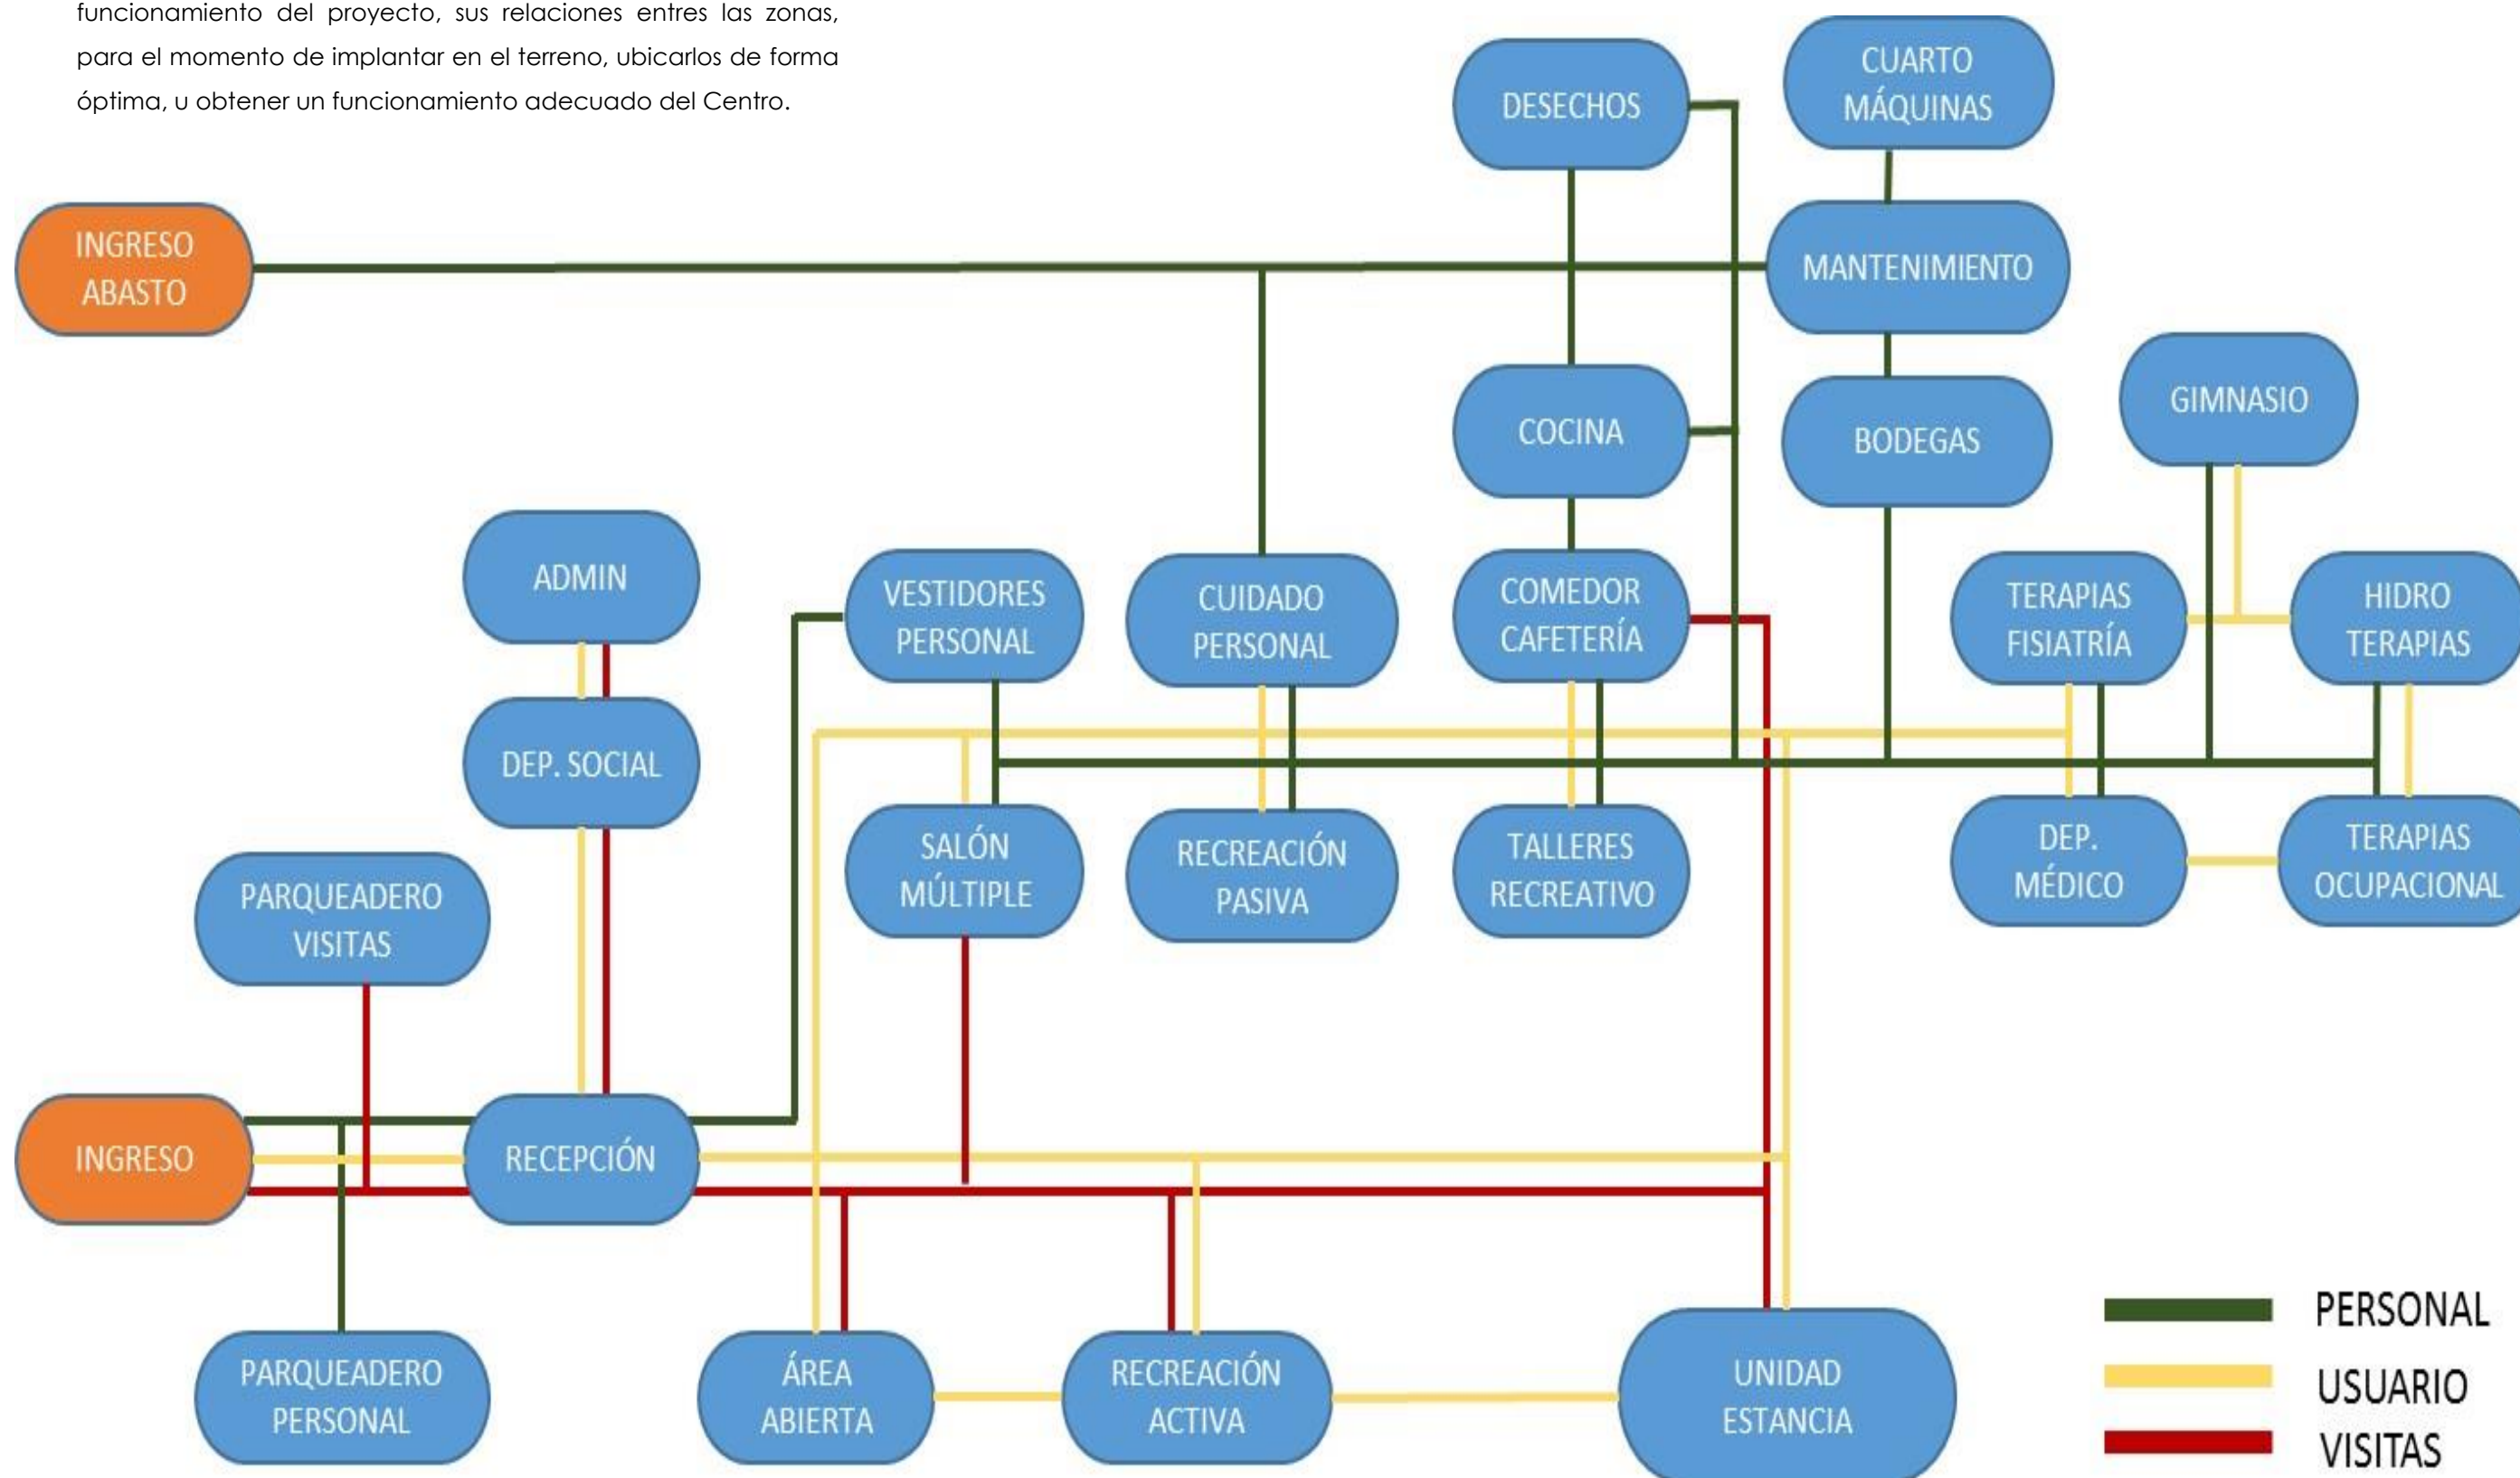 funcionamiento del proyecto, sus relaciones entres las zonas,
para el momento de implantar en el terreno, ubicarlos de forma
óptima, u obtener un funcionamiento adecuado del Centro.
DESECHOS
CUARTO
MÁQUINAS
INGRESO
ABASTO
MANTENIMIENTO
COCINA
BODEGAS
GIMNASIO
ADMIN
VESTIDORES
PERSONAL
CUIDADO
PERSONAL
COMEDOR
CAFETERÍA
TERAPIAS
FISIATRÍA
HIDRO
TERAPIAS
DEP. SOCIAL
SALÓN
MÚLTIPLE
RECREACIÓN
PASIVA
TALLERES
RECREATIVO
DEP.
MÉDICO
TERAPIAS
OCUPACIONAL
PARQUEADERO
VISITAS
INGRESO
RECEPCIÓN
PARQUEADERO
PERSONAL
ÁREA
ABIERTA
RECREACIÓN
ACTIVA
UNIDAD
ESTANCIA
PERSONAL
USUARIO
VISITAS